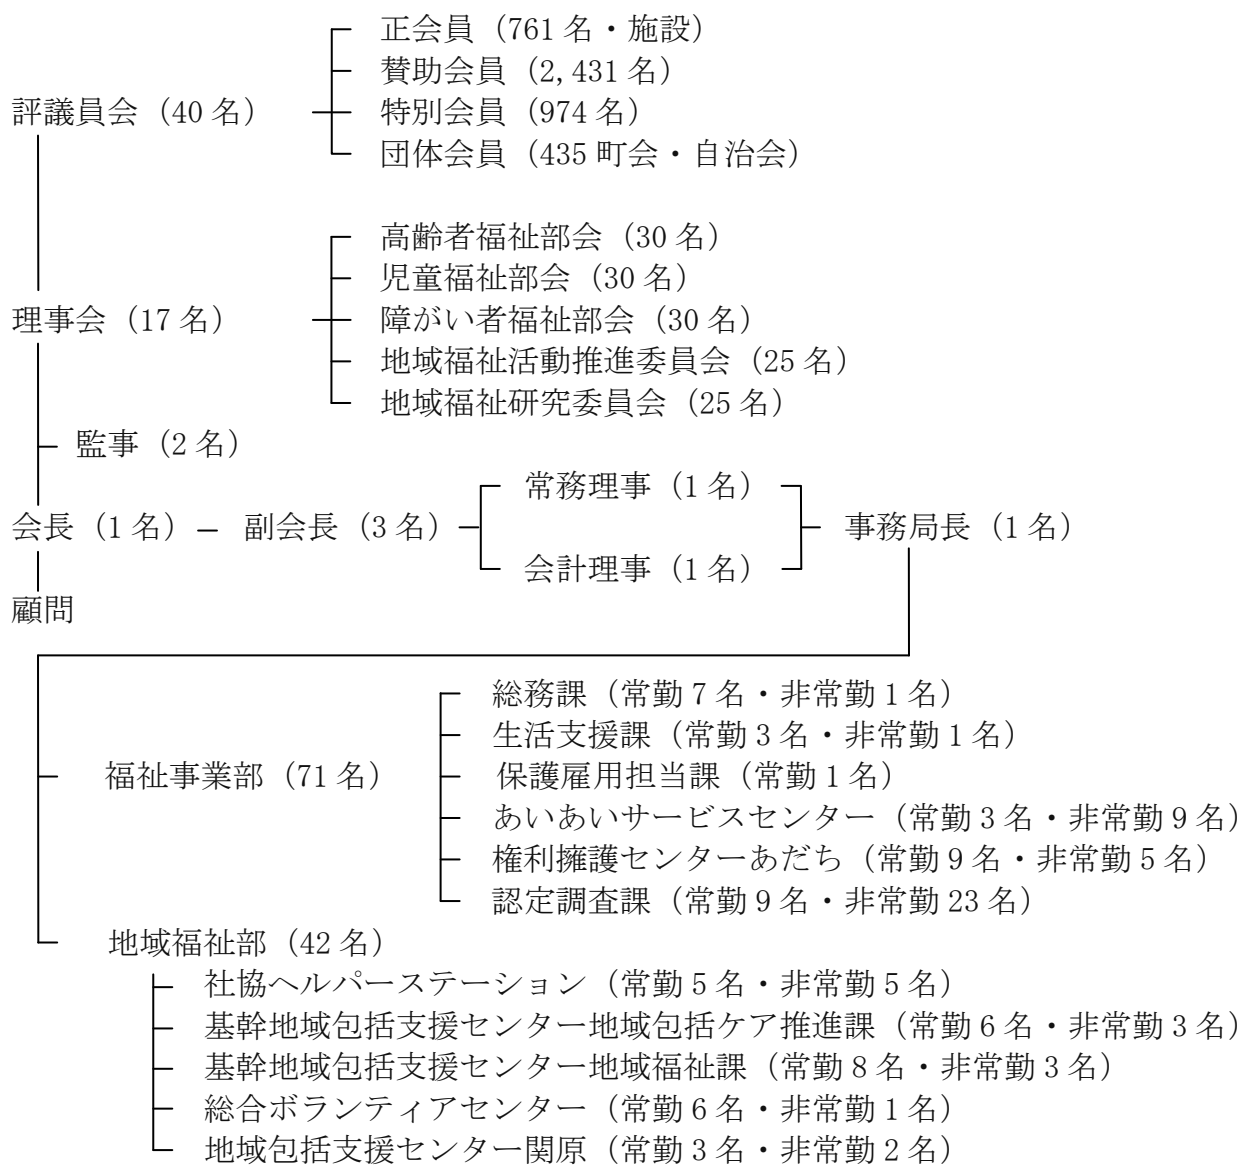 正会員（761 名・施設）
賛助会員（2,431 名）
評議員会（40 名）
特別会員（974 名）
団体会員（435 町会・自治会）
高齢者福祉部会（30 名）
児童福祉部会（30 名）
理事会（17 名）
障がい者福祉部会（30 名）
地域福祉活動推進委員会（25 名）
地域福祉研究委員会（25 名）
監事（2 名）
常務理事（1 名）
会長（1 名）
副会長（3 名）
事務局長（1 名）
会計理事（1 名）
顧問
総務課（常勤 7 名・非常勤 1 名）
生活支援課（常勤 3 名・非常勤 1 名）
福祉事業部（71 名）
保護雇用担当課（常勤 1 名）
あいあいサービスセンター（常勤 3 名・非常勤 9 名）
権利擁護センターあだち（常勤 9 名・非常勤 5 名）
認定調査課（常勤 9 名・非常勤 23 名）
地域福祉部（42 名）
社協ヘルパーステーション（常勤 5 名・非常勤 5 名）
基幹地域包括支援センター地域包括ケア推進課（常勤 6 名・非常勤 3 名）
基幹地域包括支援センター地域福祉課（常勤 8 名・非常勤 3 名）
総合ボランティアセンター（常勤 6 名・非常勤 1 名）
地域包括支援センター関原（常勤 3 名・非常勤 2 名）